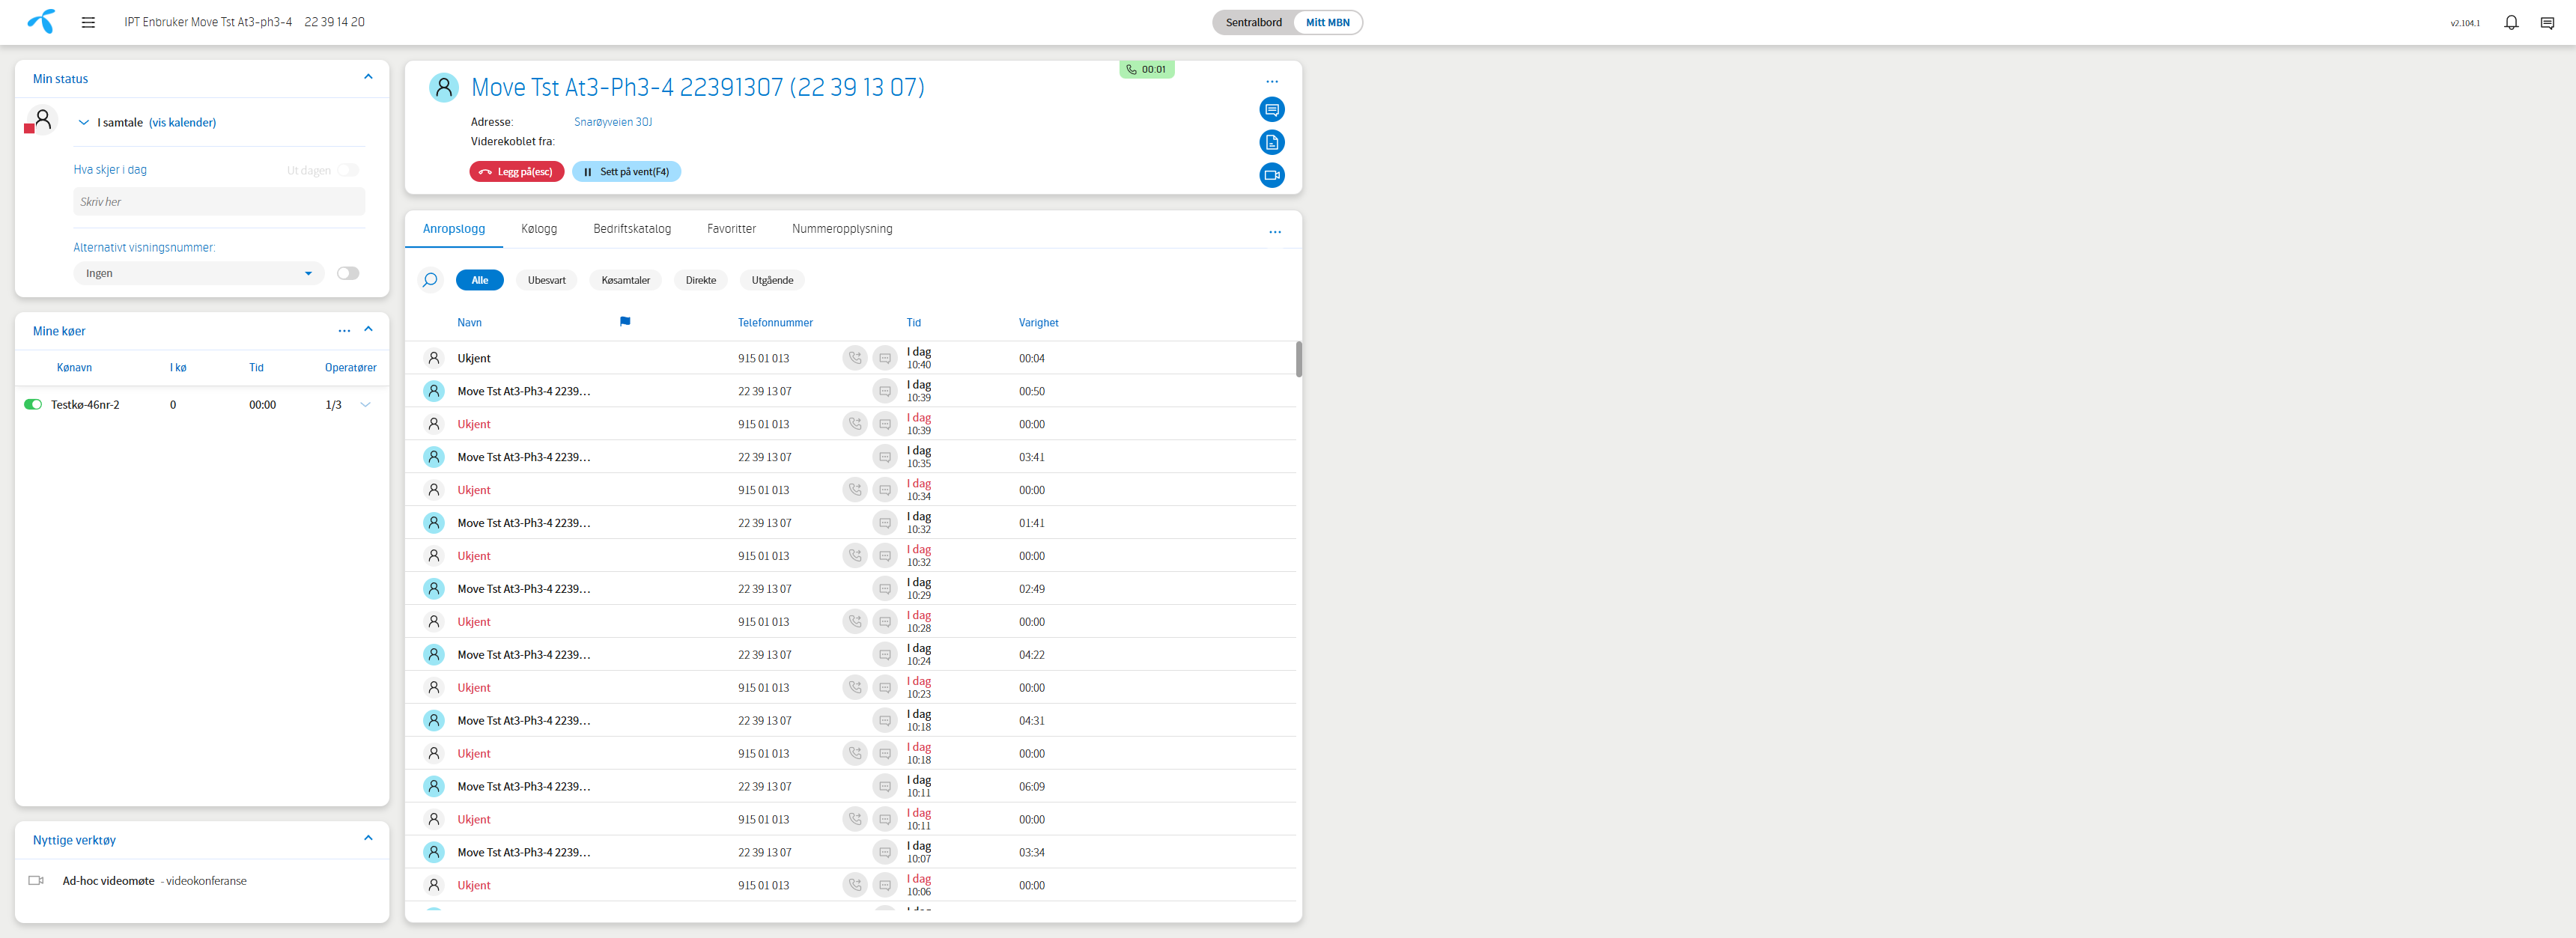 IPT Enbruker Move Tst At3-ph3-4 22 39 14 20
Sentralbord Mitt MBN
v2.104.1
Min status
I samtale (vis kalender)
Hva skjer i dag Ut dagen
Skriv her
Alternativt visningsnummer:
Ingen
Mine køer
Kønavn I kø Tid Operatører
Testkø-46nr-2 0 00:00 1/3
Nyttige verktøy
Ad-hoc videomøte - videokonferanse
00:01
Move Tst At3-Ph3-4 22391307 (22 39 13 07)
Adresse: Snarøyveien 30J
Viderekoblet fra:
Legg på(esc) Sett på vent(F4)
Anropslogg Kølogg Bedriftskatalog Favoritter Nummeropplysning
Alle Ubesvart Køsamtaler Direkte Utgående
Navn Telefonnummer Tid Varighet
Ukjent 915 01 013 I dag 10:40 00:04
Move Tst At3-Ph3-4 2239... 22 39 13 07 I dag 10:39 00:50
Ukjent 915 01 013 I dag 10:39 00:00
Move Tst At3-Ph3-4 2239... 22 39 13 07 I dag 10:35 03:41
Ukjent 915 01 013 I dag 10:34 00:00
Move Tst At3-Ph3-4 2239... 22 39 13 07 I dag 10:32 01:41
Ukjent 915 01 013 I dag 10:32 00:00
Move Tst At3-Ph3-4 2239... 22 39 13 07 I dag 10:29 02:49
Ukjent 915 01 013 I dag 10:28 00:00
Move Tst At3-Ph3-4 2239... 22 39 13 07 I dag 10:24 04:22
Ukjent 915 01 013 I dag 10:23 00:00
Move Tst At3-Ph3-4 2239... 22 39 13 07 I dag 10:18 04:31
Ukjent 915 01 013 I dag 10:18 00:00
Move Tst At3-Ph3-4 2239... 22 39 13 07 I dag 10:11 06:09
Ukjent 915 01 013 I dag 10:11 00:00
Move Tst At3-Ph3-4 2239... 22 39 13 07 I dag 10:07 03:34
Ukjent 915 01 013 I dag 10:06 00:00